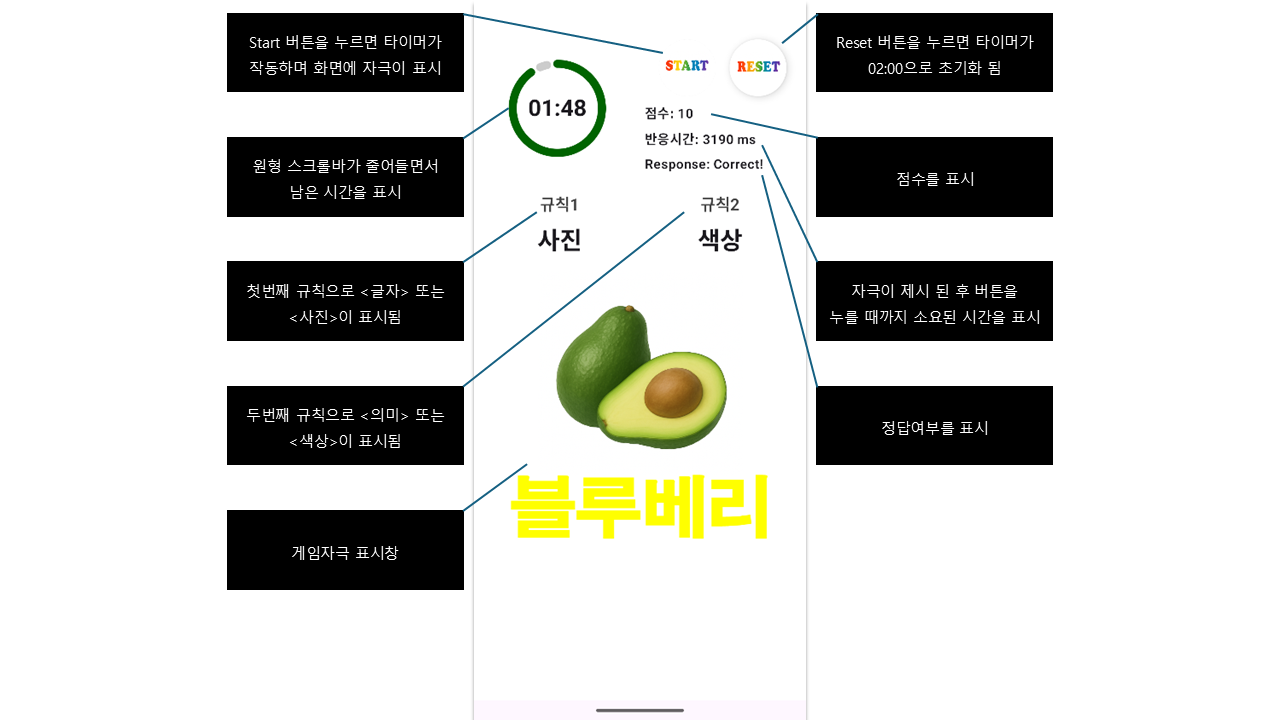 Start 버튼을 누르면 타이머가
작동하며 화면에 자극이 표시
원형 스크롤바가 줄어들면서
남은 시간을 표시
첫번째 규칙으로 <글자> 또는
<사진>이 표시됨
두번째 규칙으로 <의미> 또는
<색상>이 표시됨
게임자극 표시창
START
RESET
01:48
점수: 10
반응시간: 3190 ms
Response: Correct!
규칙1
규칙2
사진
색상
블루베리
Reset 버튼을 누르면 타이머가
02:00으로 초기화 됨
점수를 표시
자극이 제시 된 후 버튼을
누를 때까지 소요된 시간을 표시
정답여부를 표시